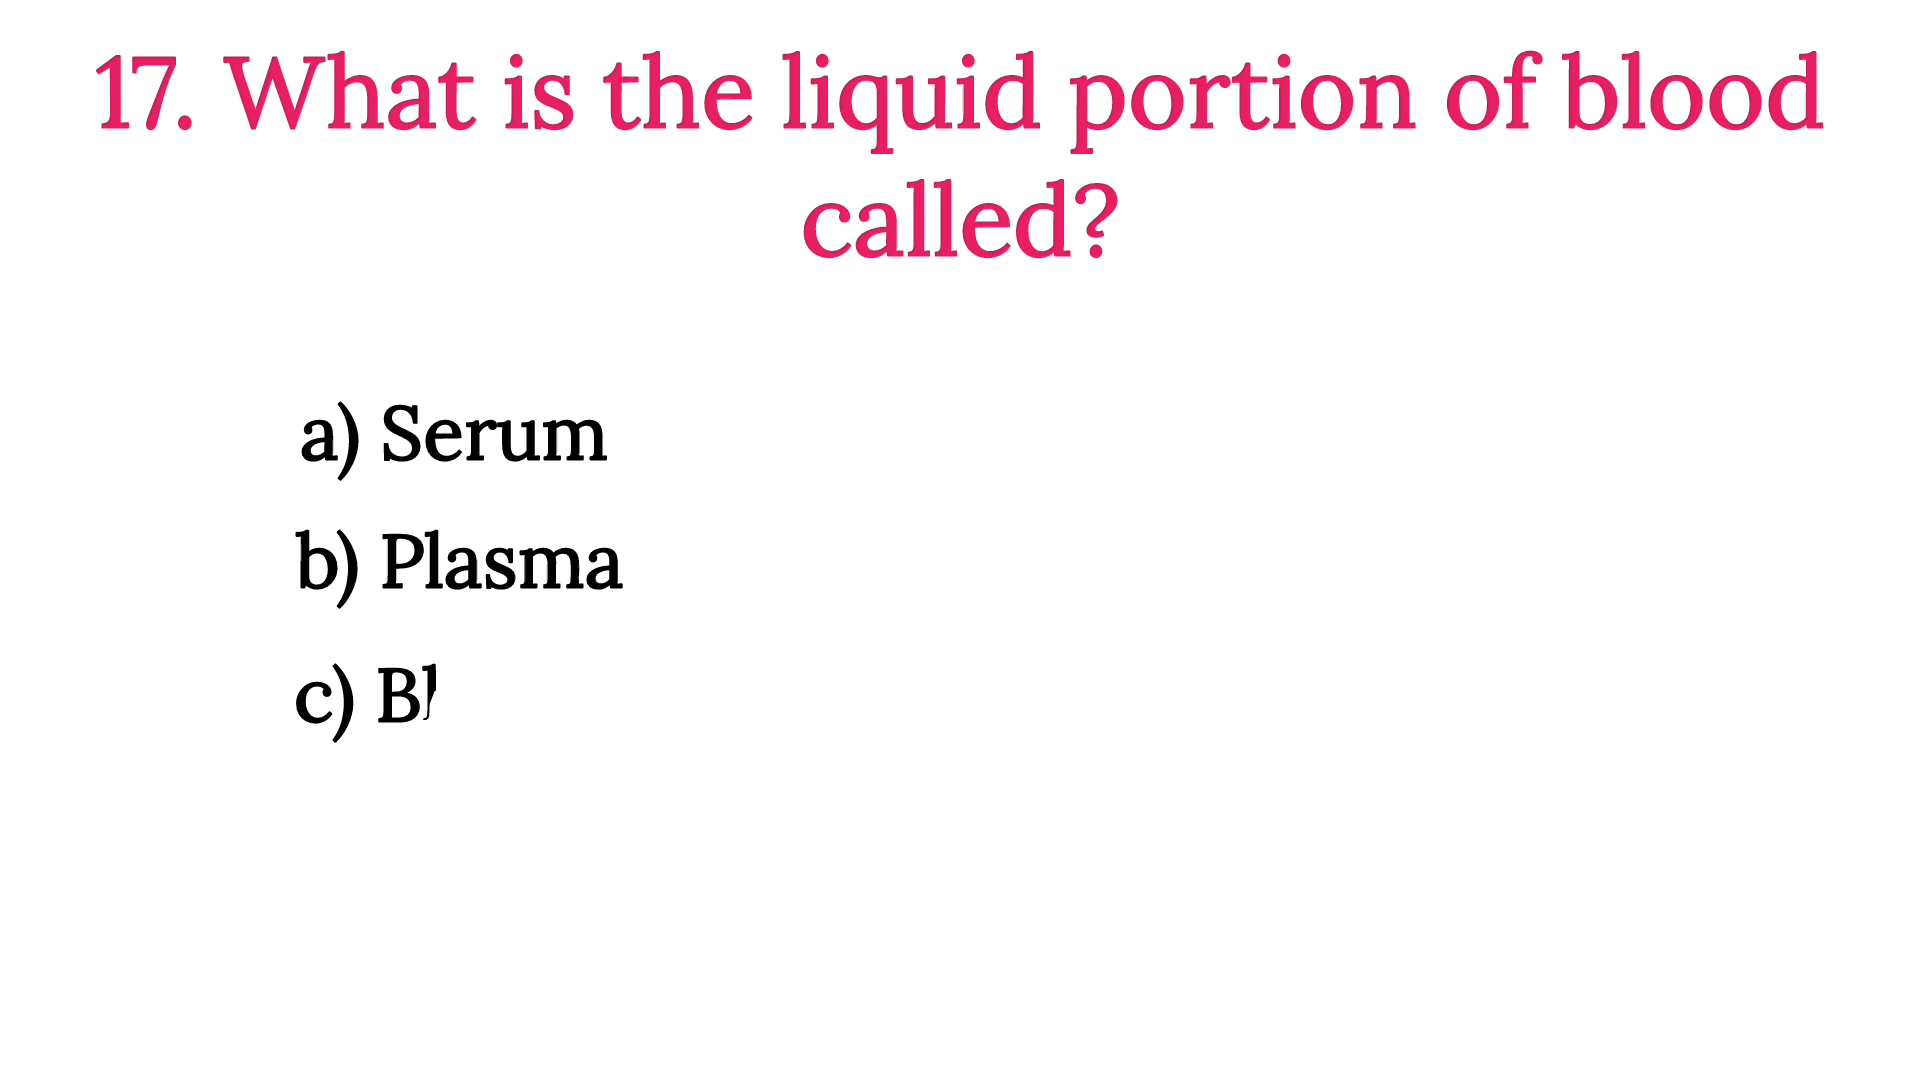 17. What is the liquid portion of blood
called?
a) Serum
b) Plasma
c)